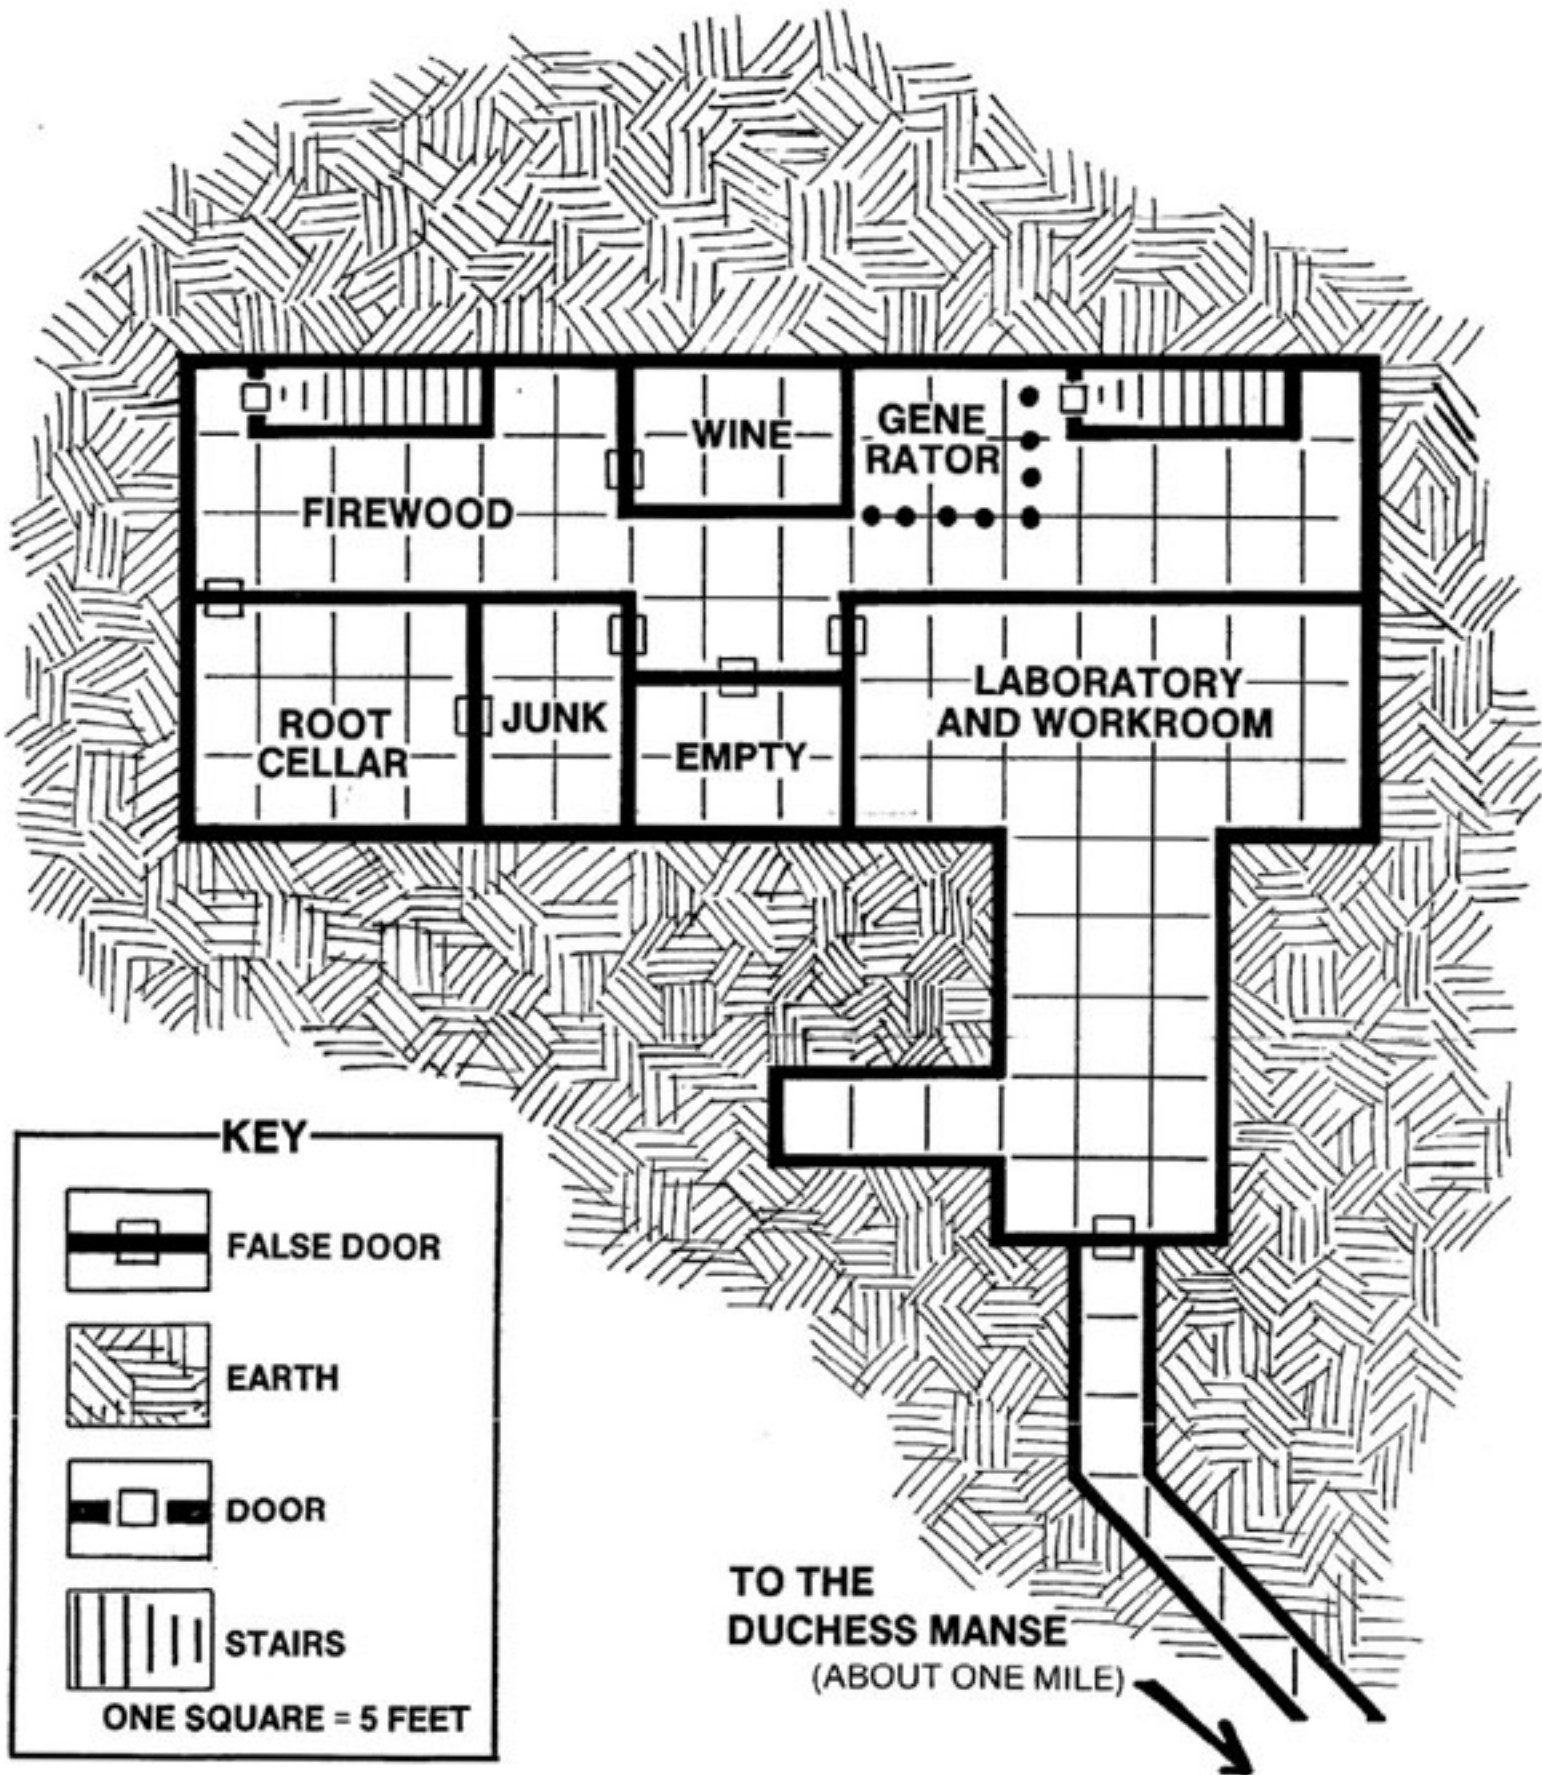 WINE
GENE
RATOR
FIREWOOD
LABORATORY
AND WORKROOM
ROOT
CELLAR
JUNK
EMPTY
KEY
FALSE DOOR
EARTH
DOOR
STAIRS
ONE SQUARE = 5 FEET
TO THE
DUCHESS MANSE
(ABOUT ONE MILE)